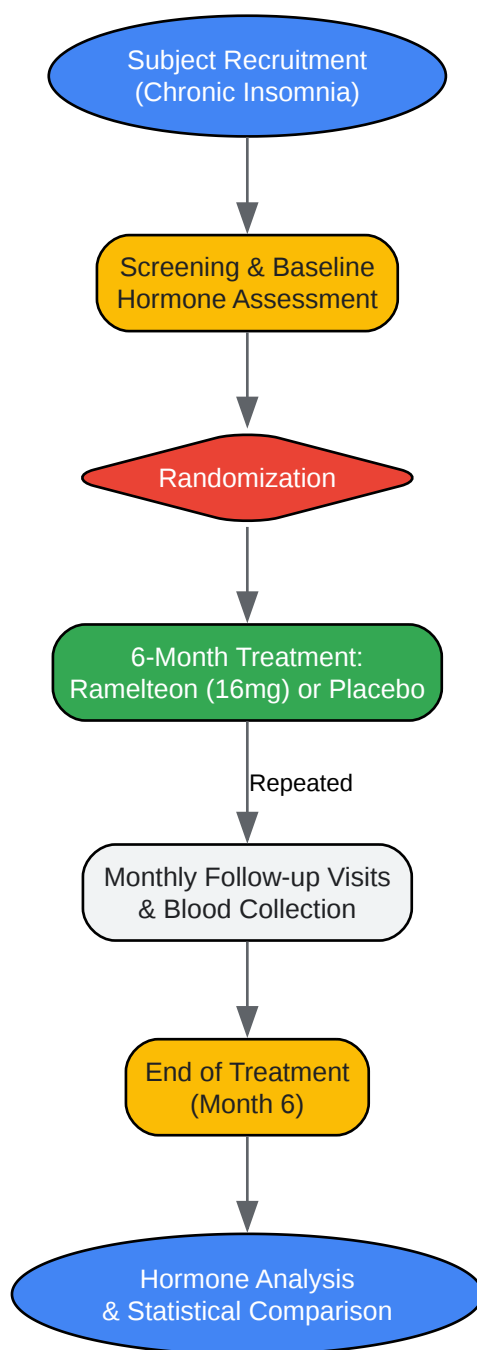 Subject Recruitment
(Chronic Insomnia)
Screening & Baseline
Hormone Assessment
Randomization
6-Month Treatment:
Ramelteon (16mg) or Placebo
Repeated
Monthly Follow-up Visits
& Blood Collection
End of Treatment
(Month 6)
Hormone Analysis
& Statistical Comparison